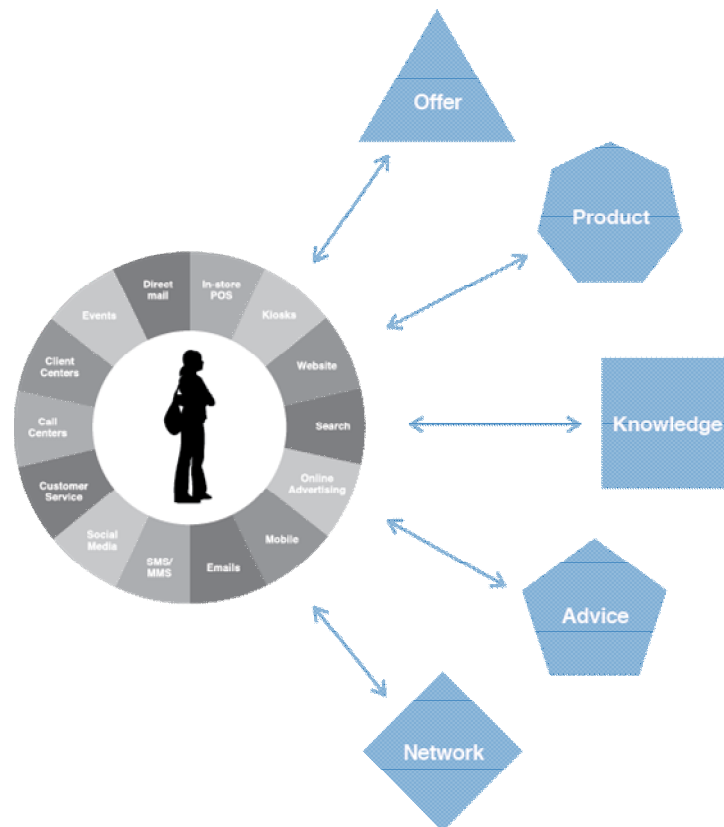 Offer
Product
Knowledge
Advice
Network
Direct
mail
In-store
POS
Kiosks
Website
Search
Online
Advertising
Mobile
Emails
SMS/
MMS
Social
Media
Customer
Service
Call
Centers
Client
Centers
Events